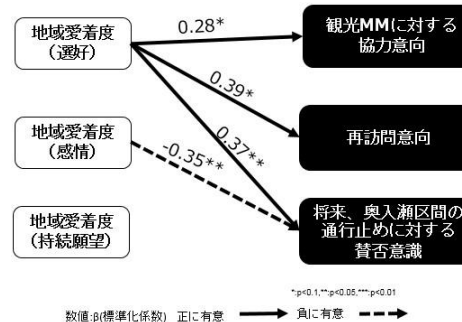 地域愛着度
（選好）
0.28*
観光MMに対する
協力意向
0.39*
地域愛着度
（感情）
0.37**
-0.35**
再訪問意向
地域愛着度
（持続願望）
将来、奥入瀬区間の
通行止めに対する
賛否意識
*:p<0.1,**:p<0.05,***:p<0.01
数値:β(標準化係数) 正に有意 負に有意